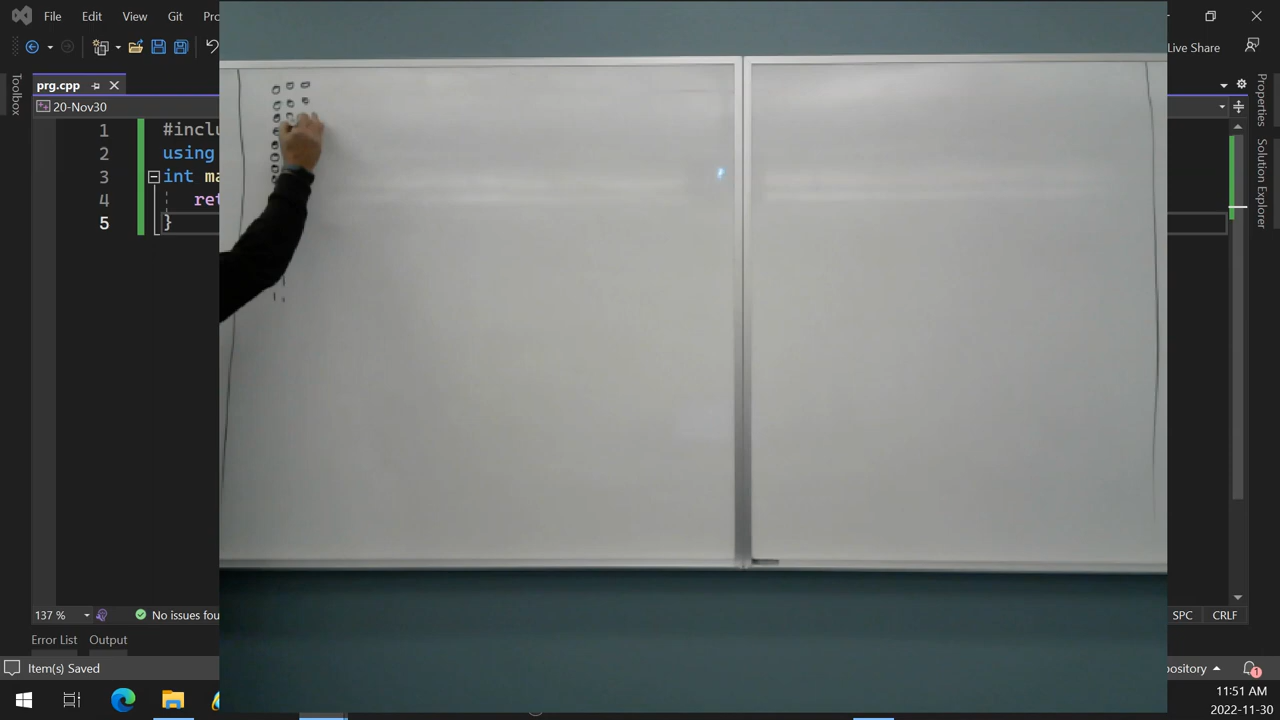 File Edit View Git Live Share
prg.cpp
20-Nov30
Toolbox
Properties
Solution Explorer
1 #inclu
2 using
3 int ma
4 ret
5 }
137 % No issues fou SPC CRLF
Error List Output
Item(s) Saved pository 1
11:51 AM
2022-11-30